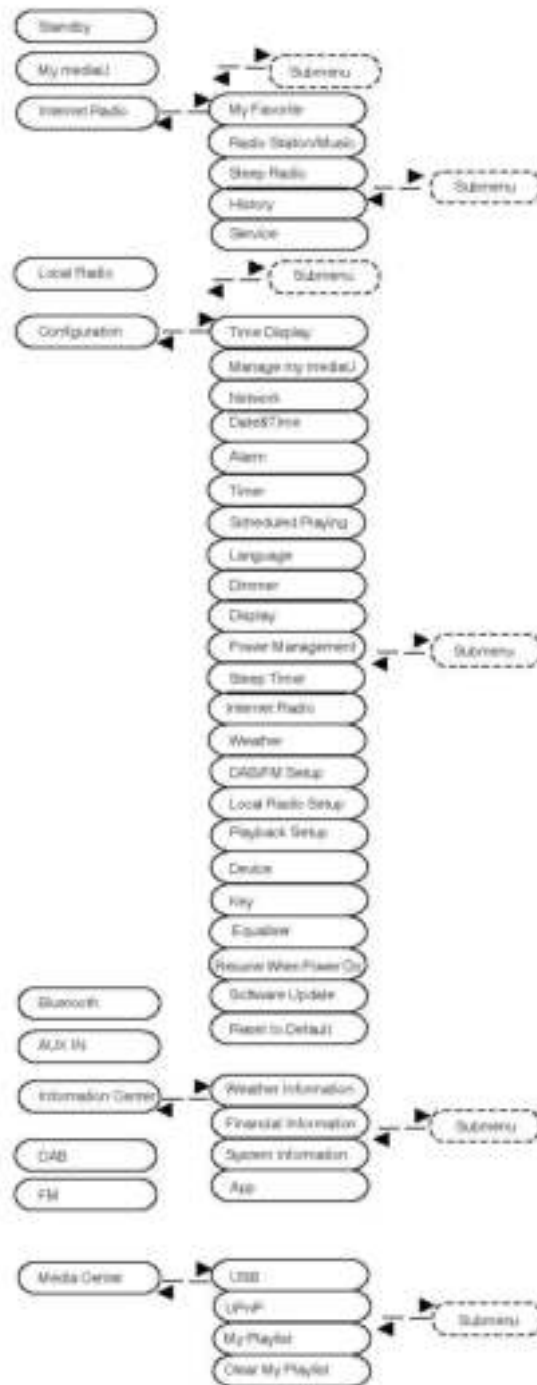 Standby
My mediaU
Submenu
Internet Radio
My Favorite
Radio Station/Music
Sleep Radio
Submenu
History
Service
Local Radio
Submenu
Configuration
Time Display
Manage my mediaU
Network
Date&Time
Alarm
Timer
Scheduled Playing
Language
Dimmer
Display
Power Management
Submenu
Sleep Timer
Internet Radio
Weather
DAB/FM Setup
Local Radio Setup
Playback Setup
Device
Key
Equaliser
Resume When Power On
Software Update
Bluetooth
Reset to Default
AUX IN
Information Center
Weather Information
Financial Information
Submenu
System Information
DAB
App
FM
Media Center
USB
UPnP
Submenu
My Playlist
Clear My Playlist